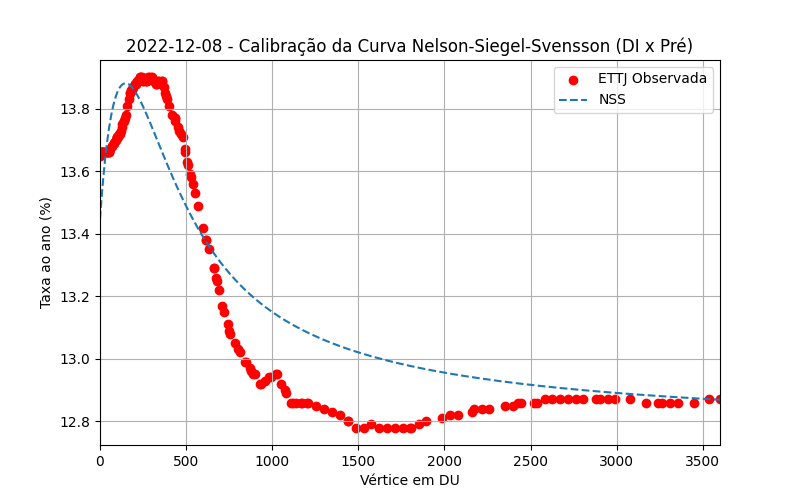 2022-12-08 - Calibração da Curva Nelson-Siegel-Svensson (DI x Pré)
ETTJ Observada
NSS
Taxa ao ano (%)
13.8
13.6
13.4
13.2
13.0
12.8
0 500 1000 1500 2000 2500 3000 3500
Vértice em DU